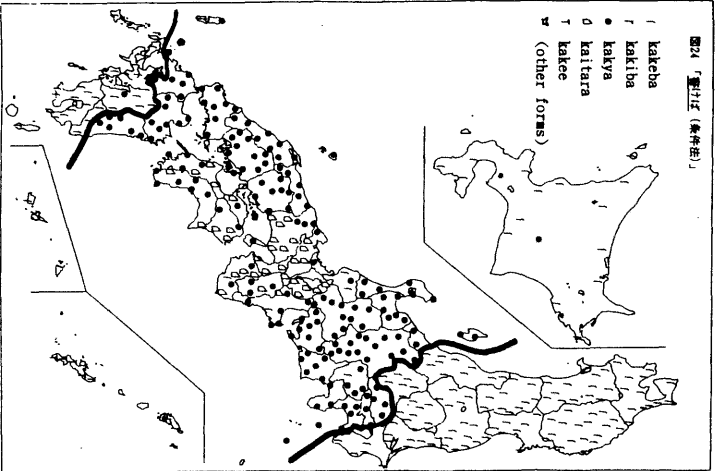 図24 「書けば（条件法）」
kakeba
kakiba
kakya
kaitara
kakee
(other forms)